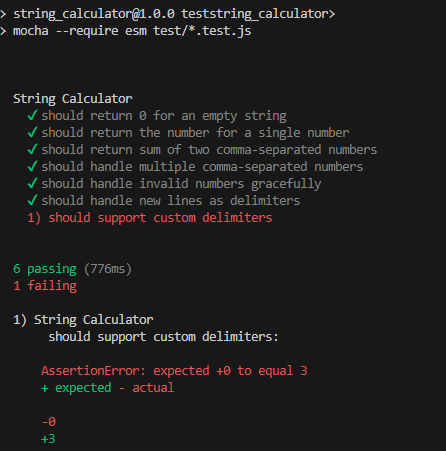 > string_calculator@1.0.0 teststring_calculator>
> mocha --require esm test/*.test.js
String Calculator
✓ should return 0 for an empty string
✓ should return the number for a single number
✓ should return sum of two comma-separated numbers
✓ should handle multiple comma-separated numbers
✓ should handle invalid numbers gracefully
✓ should handle new lines as delimiters
1) should support custom delimiters
6 passing (776ms)
1 failing
1) String Calculator
should support custom delimiters:
AssertionError: expected +0 to equal 3
+ expected - actual
-0
+3